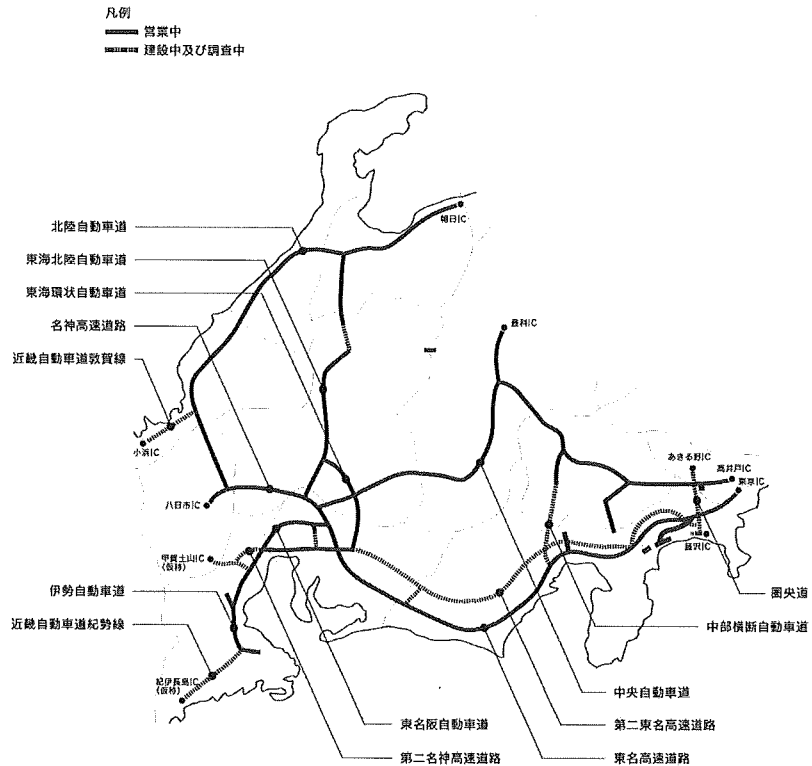 凡例
営業中
建設中及び調査中
北陸自動車道
東海北陸自動車道
東海環状自動車道
名神高速道路
近畿自動車道敦賀線
朝日IC
豊科IC
小浜IC
八日市IC
あきる野IC
高井戸IC
東京IC
甲賀土山IC
(仮称)
藤沢IC
伊勢自動車道
近畿自動車道紀勢線
圏央道
中部横断自動車道
紀伊長島IC
(仮称)
中央自動車道
東名阪自動車道
第二東名高速道路
第二名神高速道路
東名高速道路